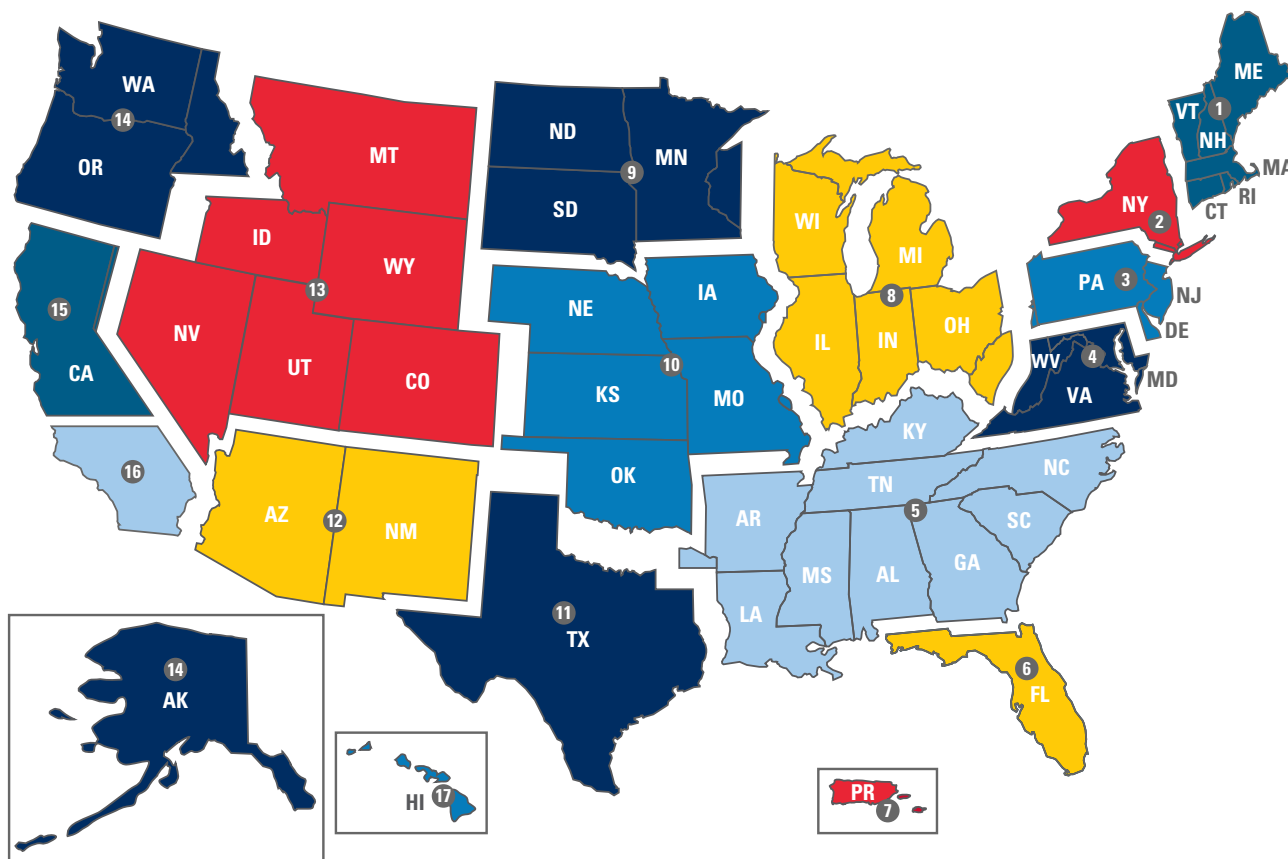 ME
WA
VT
1
14
NH
ND
MN
MT
OR
9
MA
RI
SD
WI
NY
CT
2
ID
MI
WY
PA
3
IA
13
8
NJ
15
NE
NV
IL
IN
OH
DE
4
WV
CA
UT
10
MD
CO
KS
MO
VA
KY
16
NC
OK
TN
AZ
12
AR
5
SC
NM
GA
MS
AL
11
LA
TX
14
6
AK
FL
PR
HI
17
7